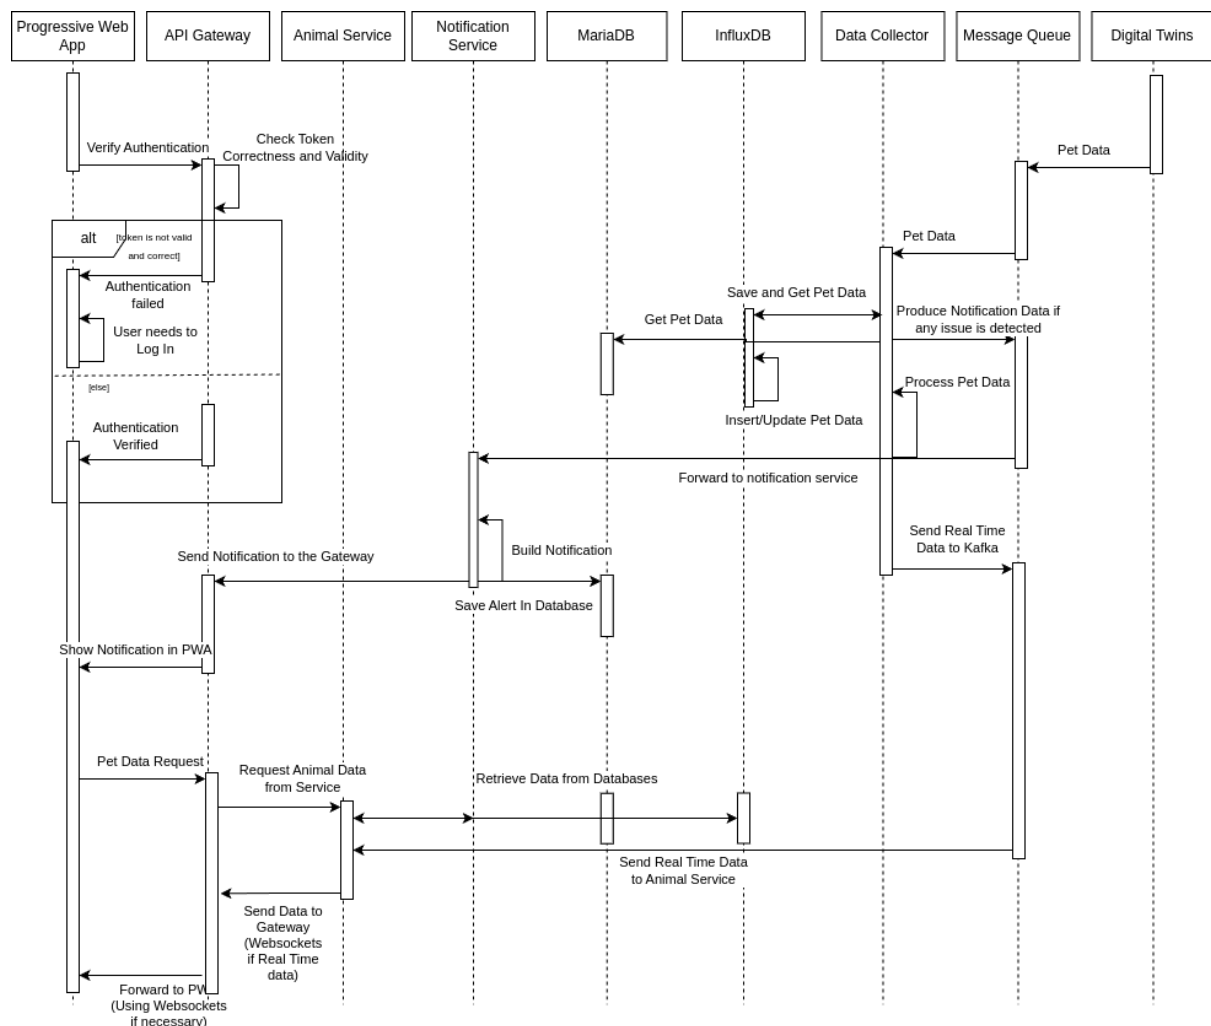 Progressive Web
App
API Gateway
Animal Service
Notification
Service
MariaDB
InfluxDB
Data Collector
Message Queue
Digital Twins
Verify Authentication
Check Token
Correctness and Validity
Pet Data
alt
[token is not valid
and correct]
Pet Data
Authentication
failed
Save and Get Pet Data
User needs to
Log In
Get Pet Data
Produce Notification Data if
any issue is detected
[else]
Process Pet Data
Authentication
Verified
Insert/Update Pet Data
Forward to notification service
Send Real Time
Data to Kafka
Send Notification to the Gateway
Build Notification
Save Alert In Database
Show Notification in PWA
Pet Data Request
Request Animal Data
from Service
Retrieve Data from Databases
Send Real Time Data
to Animal Service
Send Data to
Gateway
(Websockets
if Real Time
data)
Forward to PW
(Using Websockets
if necessary)